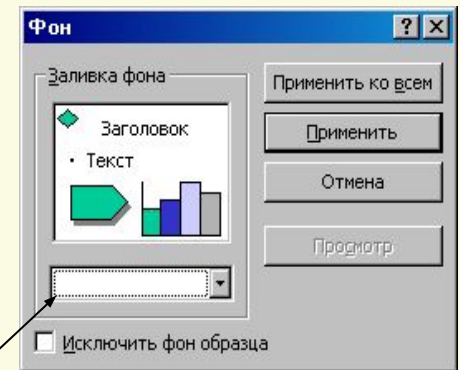 Фон
Заливка фона
Заголовок
• Текст
Применить ко всем
Применить
Отмена
Просмотр
Исключить фон образца